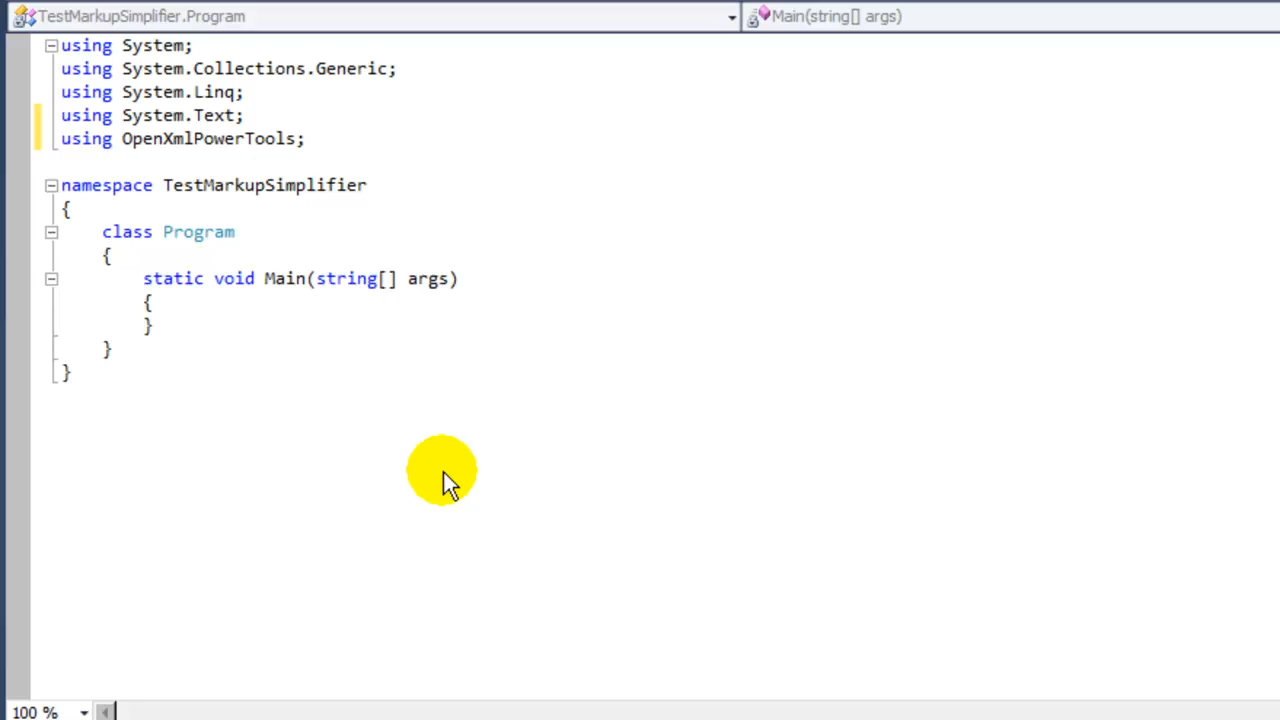 TestMarkupSimplifier.Program
Main(string[] args)
using System;
using System.Collections.Generic;
using System.Linq;
using System.Text;
using OpenXmlPowerTools;
namespace TestMarkupSimplifier
{
class Program
{
static void Main(string[] args)
{
}
}
}
100 %